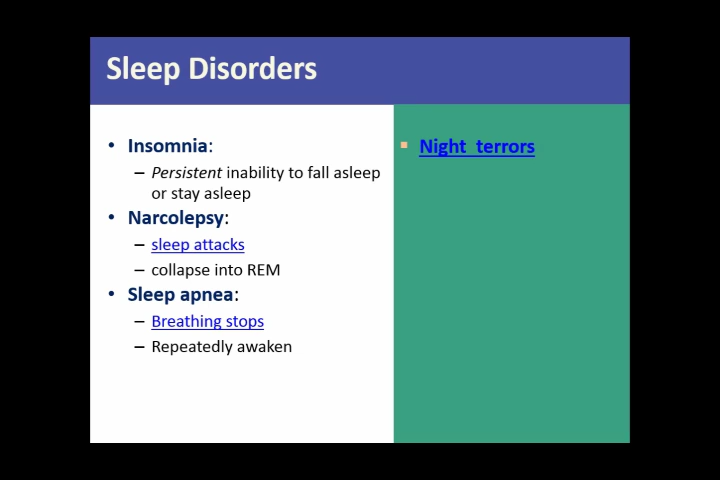 Sleep Disorders
• Insomnia:
– Persistent inability to fall asleep
or stay asleep
• Narcolepsy:
– sleep attacks
– collapse into REM
• Sleep apnea:
– Breathing stops
– Repeatedly awaken
▪ Night terrors